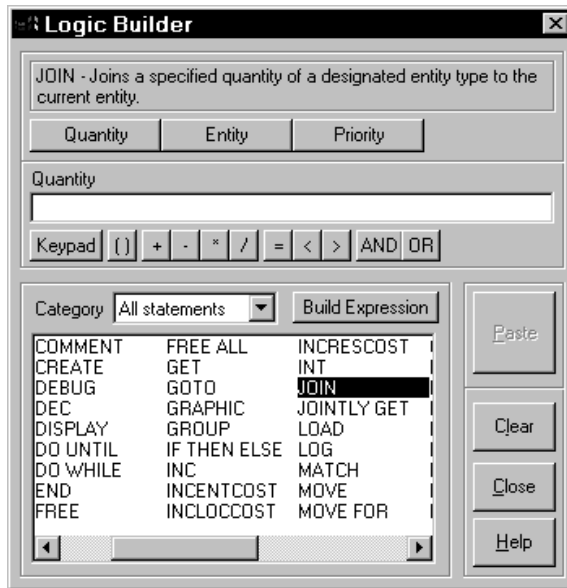 Logic Builder
JOIN - Joins a specified quantity of a designated entity type to the
current entity.
Quantity Entity Priority
Quantity
Keypad ( ) + - * / = < > AND OR
Category All statements Build Expression
COMMENT FREE ALL INCRESCOST
CREATE GET INT
DEBUG GOTO JOIN
DEC GRAPHIC JOINTLY GET
DISPLAY GROUP LOAD
DO UNTIL IF THEN ELSE LOG
DO WHILE INC MATCH
END INCENTCOST MOVE
FREE INCLOCCOST MOVE FOR
Paste
Clear
Close
Help